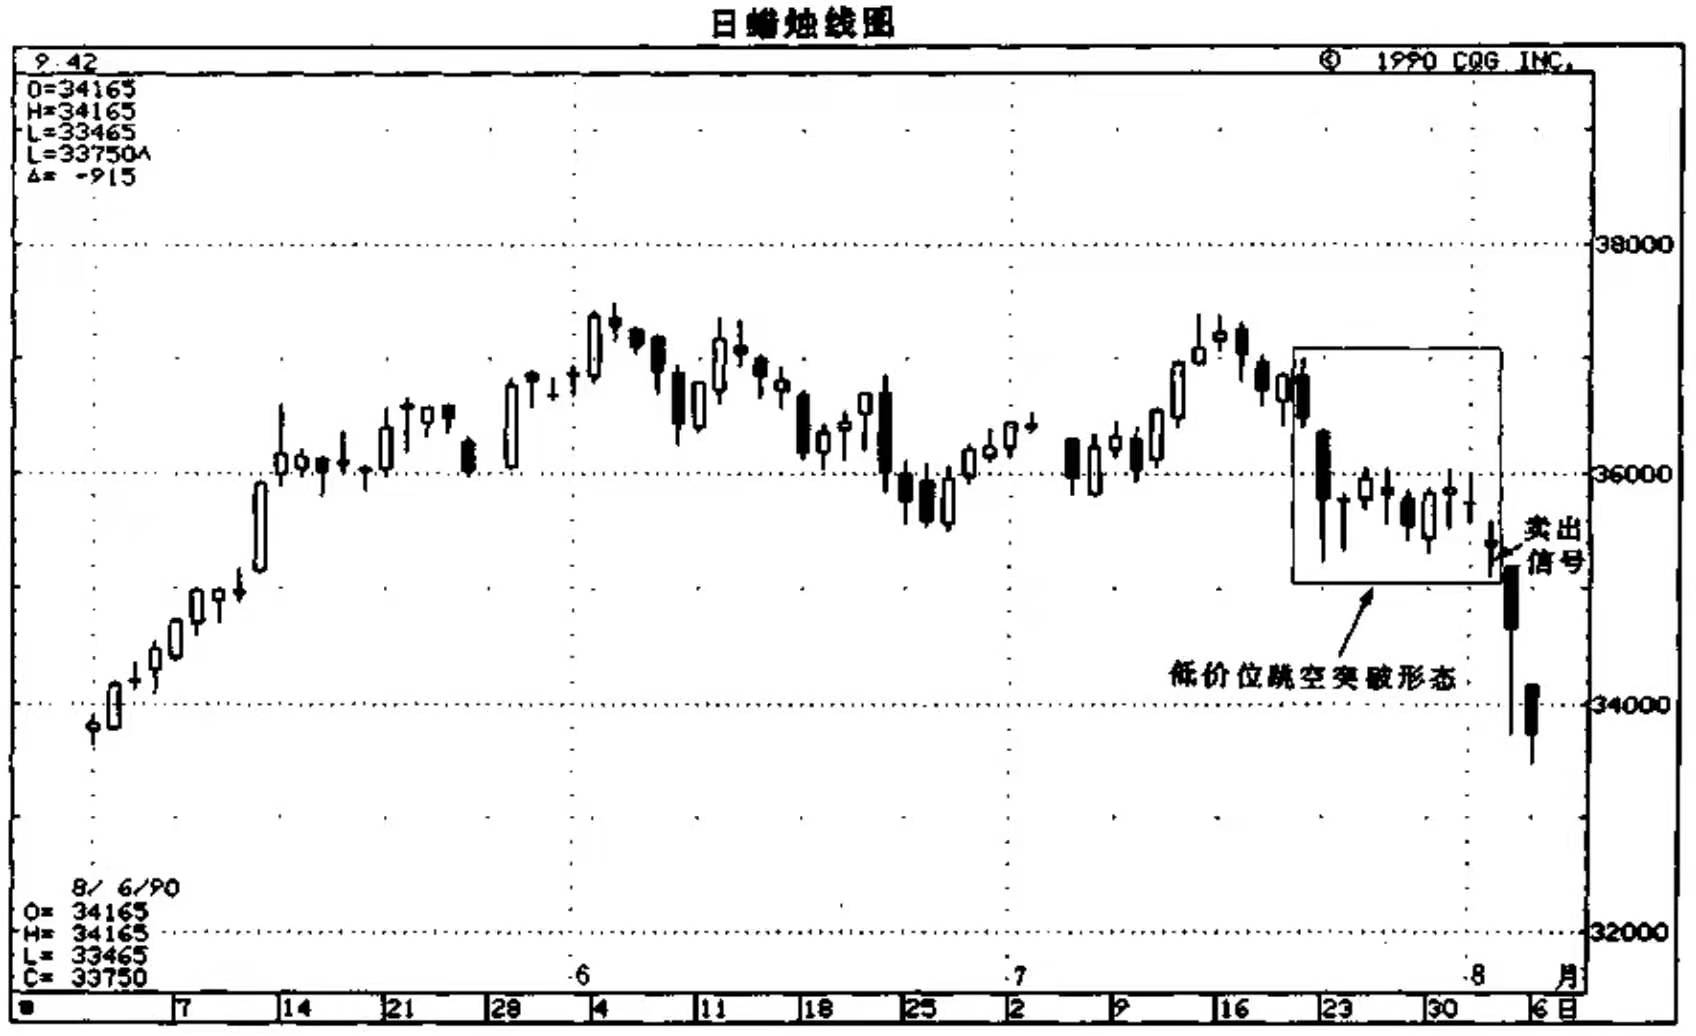 日蜡烛线图
9:42
© 1990 CQG INC.
O=34165
H=34165
L=33465
L=33750^
Δ= -915
38000
36000
卖出
信号
低价位跳空突破形态
34000
8/ 6/90
O= 34165
H= 34165
L= 33465
C= 33750
32000
6 7 8 月
7 14 21 28 4 11 18 25 2 9 16 23 30 6 日